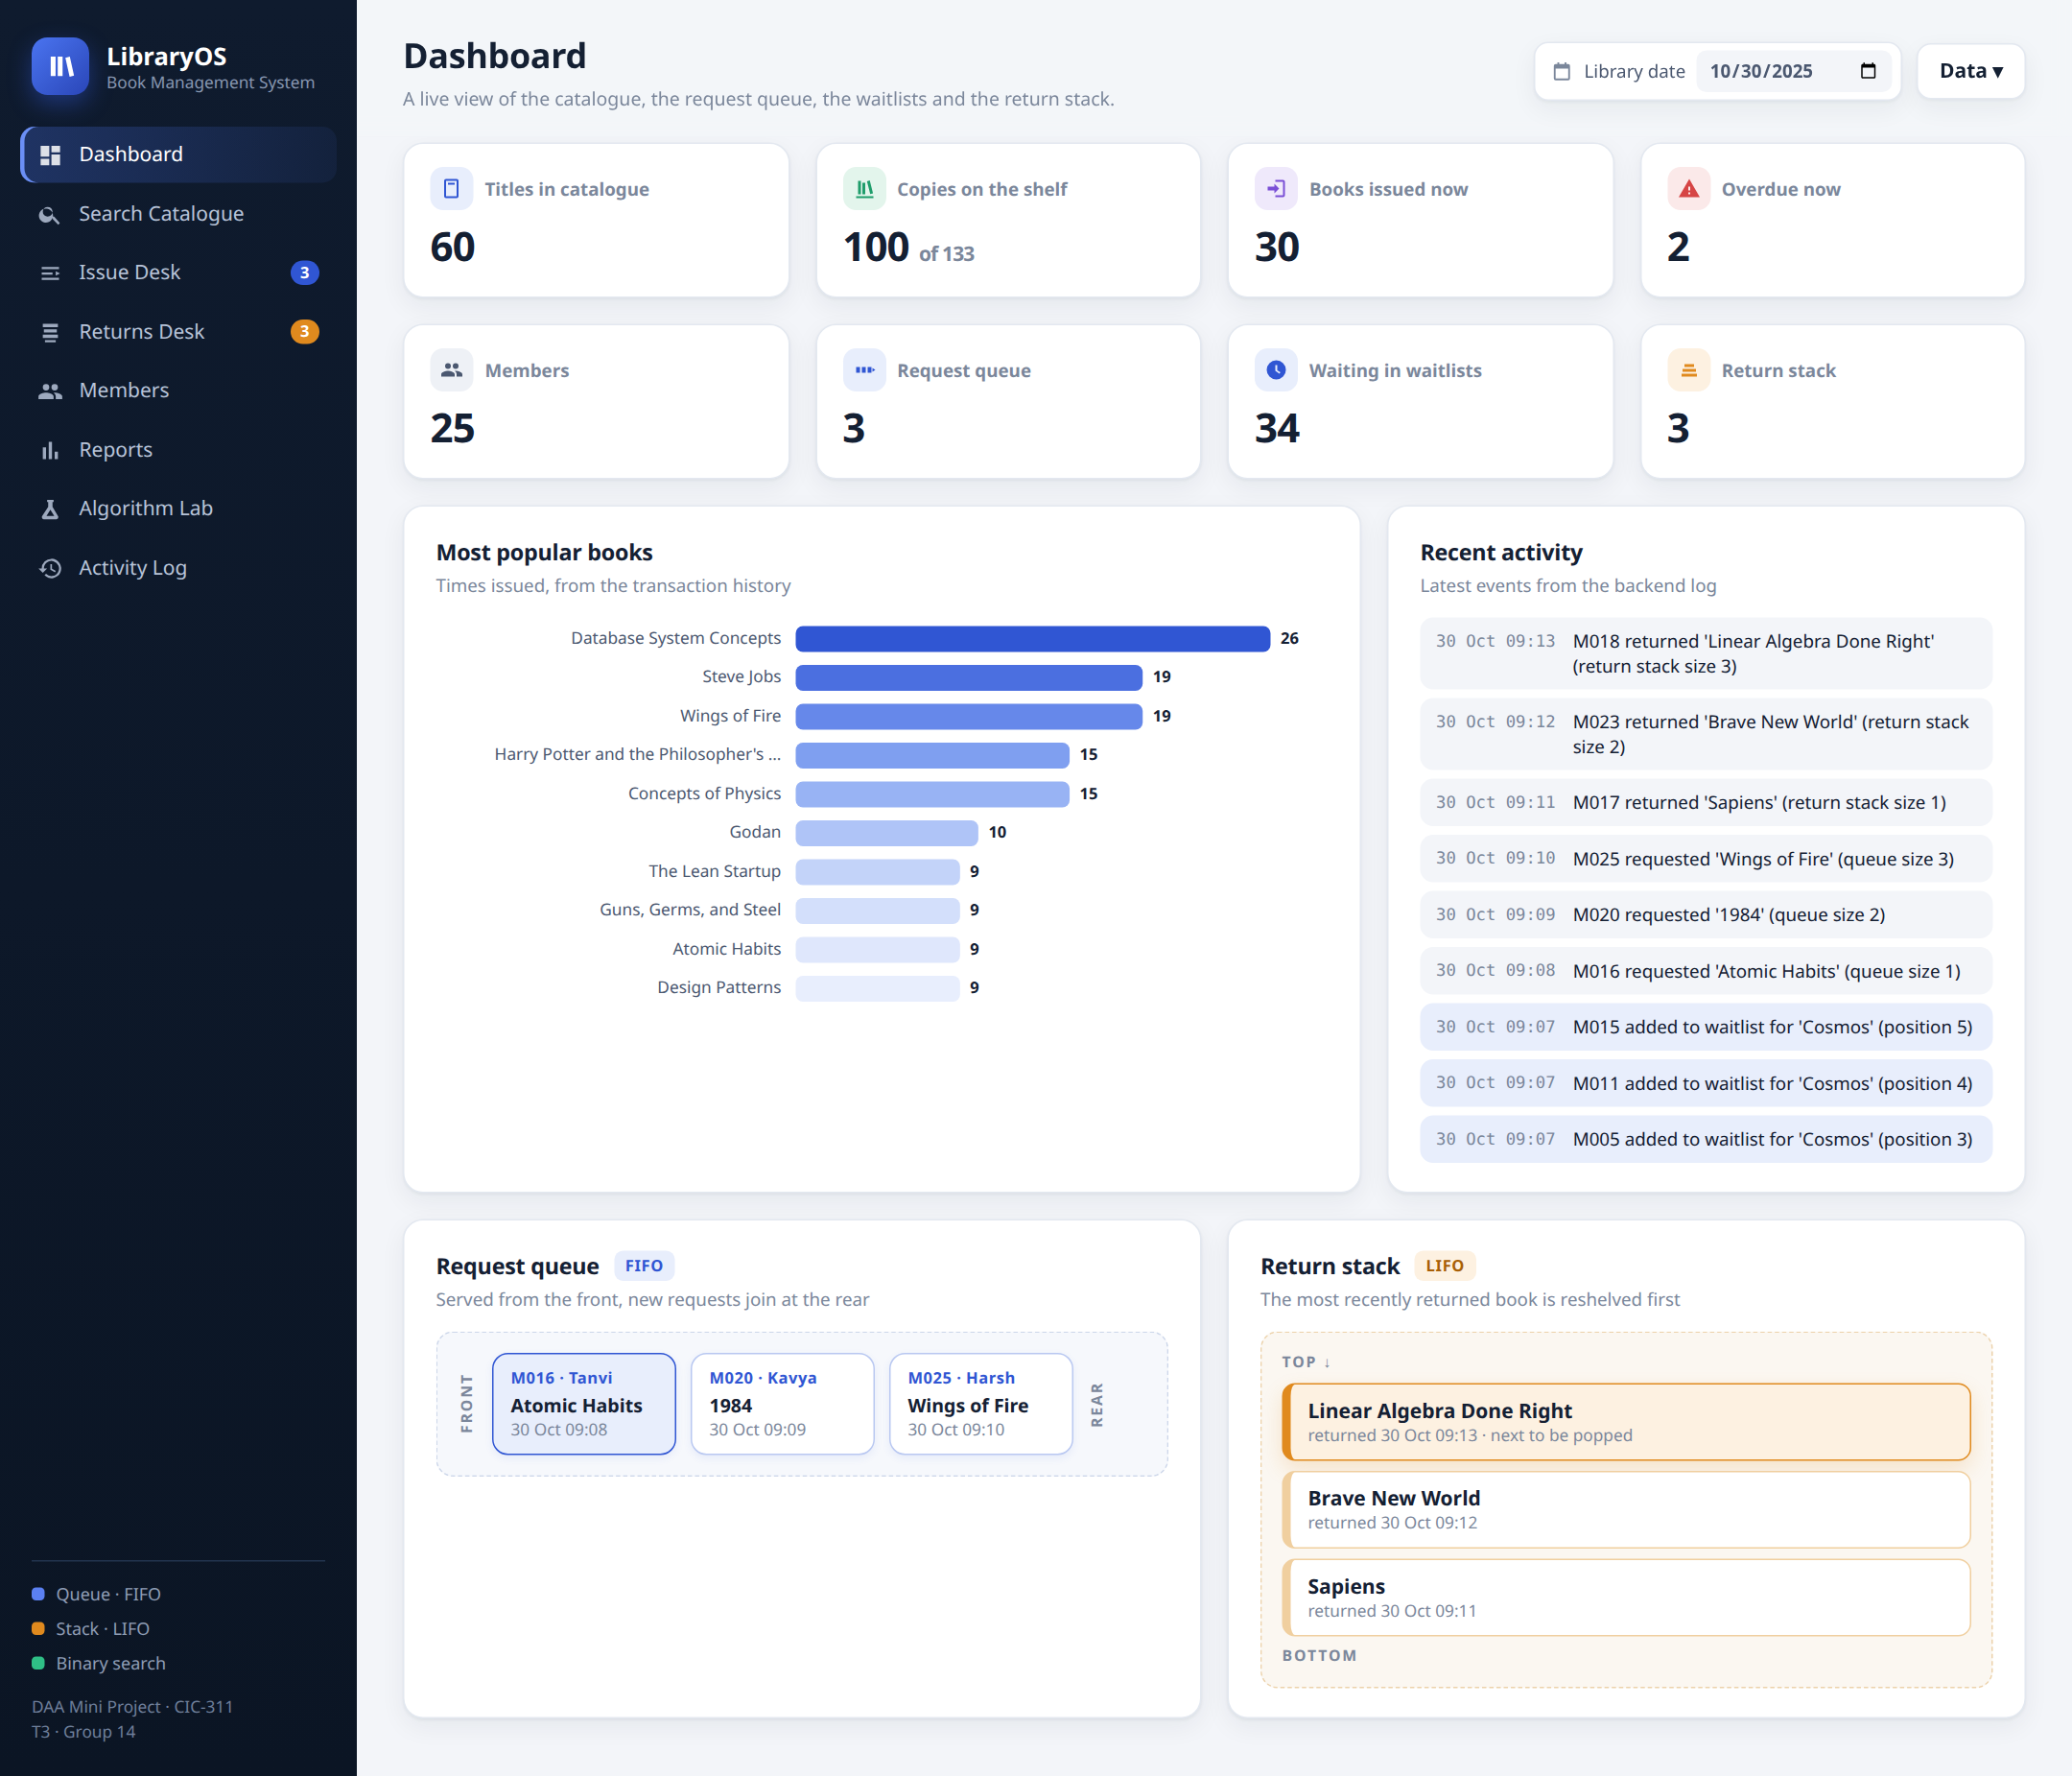 LibraryOS
Book Management System
Dashboard
Search Catalogue
Issue Desk 3
Returns Desk 3
Members
Reports
Algorithm Lab
Activity Log
Queue · FIFO
Stack · LIFO
Binary search
DAA Mini Project · CIC-311
T3 · Group 14
Dashboard
A live view of the catalogue, the request queue, the waitlists and the return stack.
Library date 10/30/2025
Data ▾
Titles in catalogue
60
Copies on the shelf
100 of 133
Books issued now
30
Overdue now
2
Members
25
Request queue
3
Waiting in waitlists
34
Return stack
3
Most popular books
Times issued, from the transaction history
Database System Concepts 26
Steve Jobs 19
Wings of Fire 19
Harry Potter and the Philosopher's ... 15
Concepts of Physics 15
Godan 10
The Lean Startup 9
Guns, Germs, and Steel 9
Atomic Habits 9
Design Patterns 9
Recent activity
Latest events from the backend log
30 Oct 09:13 M018 returned 'Linear Algebra Done Right'
(return stack size 3)
30 Oct 09:12 M023 returned 'Brave New World' (return stack
size 2)
30 Oct 09:11 M017 returned 'Sapiens' (return stack size 1)
30 Oct 09:10 M025 requested 'Wings of Fire' (queue size 3)
30 Oct 09:09 M020 requested '1984' (queue size 2)
30 Oct 09:08 M016 requested 'Atomic Habits' (queue size 1)
30 Oct 09:07 M015 added to waitlist for 'Cosmos' (position 5)
30 Oct 09:07 M011 added to waitlist for 'Cosmos' (position 4)
30 Oct 09:07 M005 added to waitlist for 'Cosmos' (position 3)
Request queue FIFO
Served from the front, new requests join at the rear
FRONT
M016 · Tanvi
Atomic Habits
30 Oct 09:08
M020 · Kavya
1984
30 Oct 09:09
M025 · Harsh
Wings of Fire
30 Oct 09:10
REAR
Return stack LIFO
The most recently returned book is reshelved first
TOP ↓
Linear Algebra Done Right
returned 30 Oct 09:13 · next to be popped
Brave New World
returned 30 Oct 09:12
Sapiens
returned 30 Oct 09:11
BOTTOM